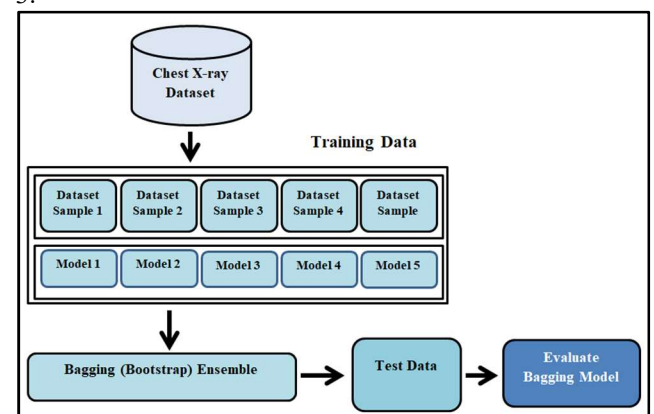 Chest X-ray
Dataset
Training Data
Dataset
Sample 1
Dataset
Sample 2
Dataset
Sample 3
Dataset
Sample 4
Dataset
Sample
Model 1
Model 2
Model 3
Model 4
Model 5
Bagging (Bootstrap) Ensemble
Test Data
Evaluate
Bagging Model